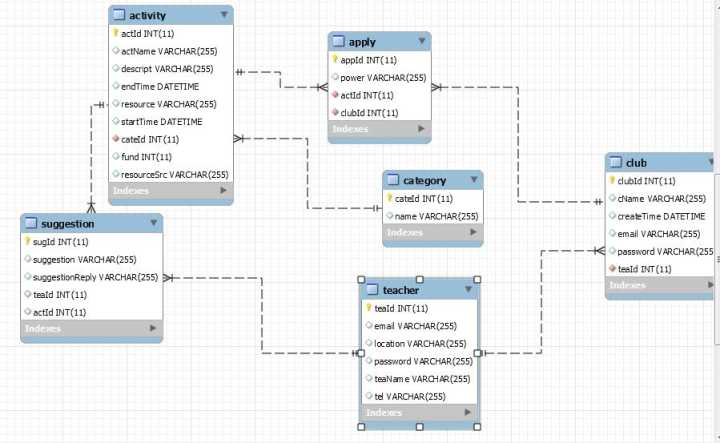 activity
actId INT(11)
actName VARCHAR(255)
descript VARCHAR(255)
endTime DATETIME
resource VARCHAR(255)
startTime DATETIME
cateId INT(11)
fund INT(11)
resourceSrc VARCHAR(255)
Indexes
apply
appId INT(11)
power VARCHAR(255)
actId INT(11)
clubId INT(11)
Indexes
category
cateId INT(11)
name VARCHAR(255)
Indexes
club
clubId INT(11)
cName VARCHAR(255)
createTime DATETIME
email VARCHAR(255)
password VARCHAR(255
teaId INT(11)
Indexes
suggestion
sugId INT(11)
suggestion VARCHAR(255)
suggestionReply VARCHAR(255)
teaId INT(11)
actId INT(11)
Indexes
teacher
teaId INT(11)
email VARCHAR(255)
location VARCHAR(255)
password VARCHAR(255)
teaName VARCHAR(255)
tel VARCHAR(255)
Indexes